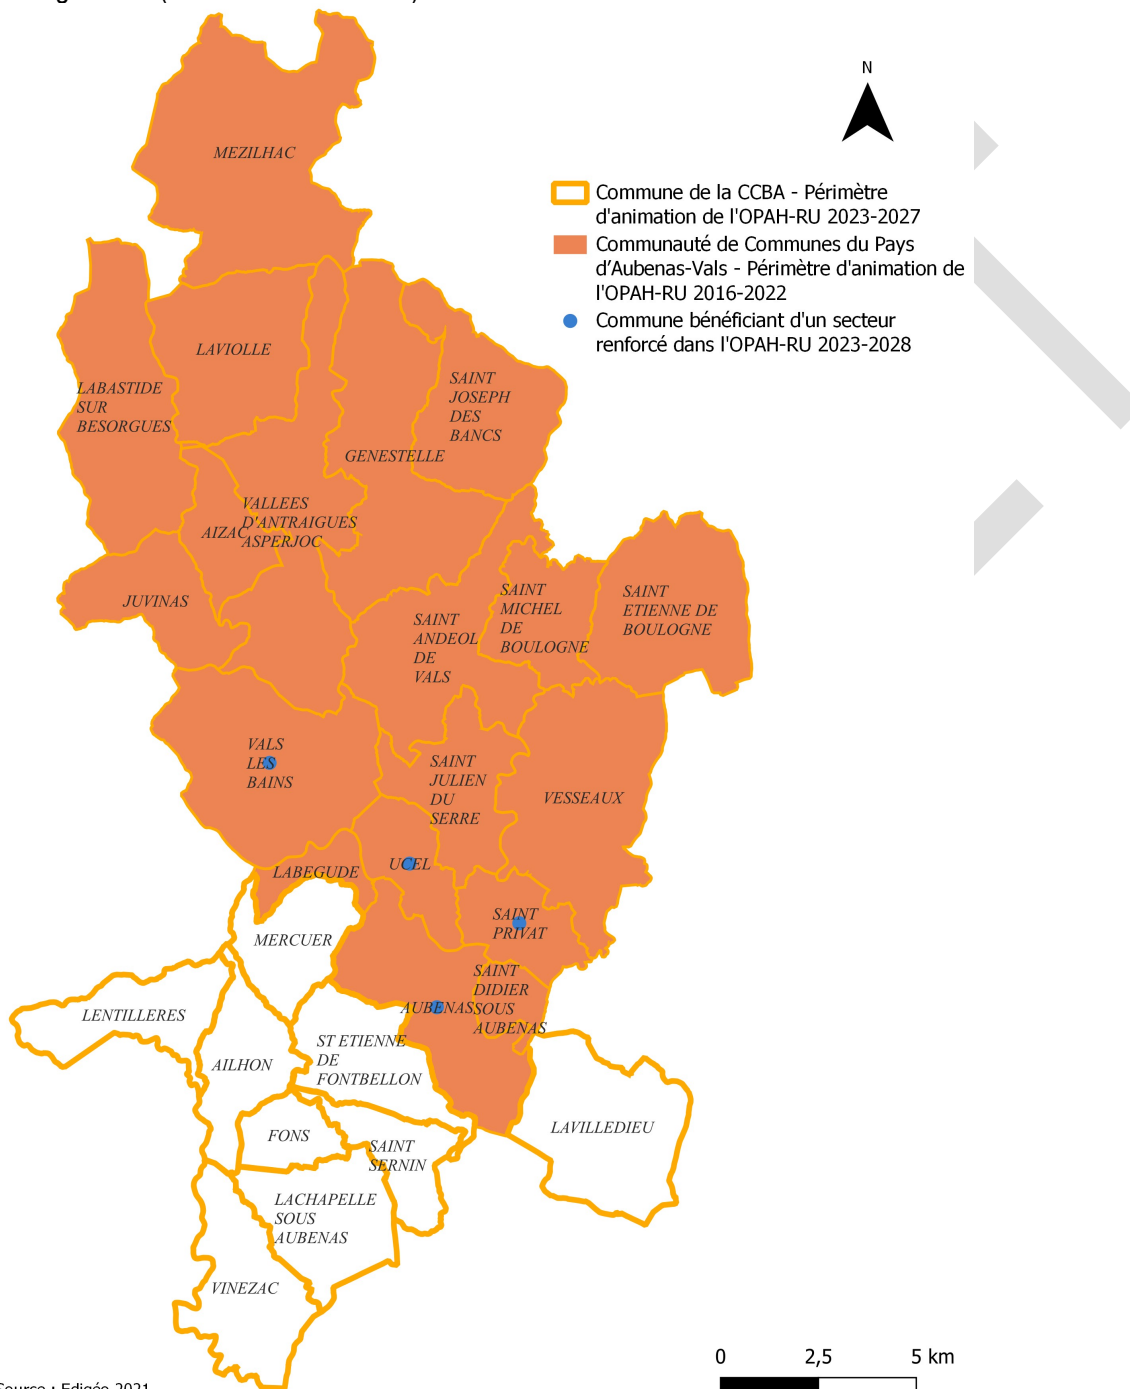 N
MEZILHAC
Commune de la CCBA - Périmètre
d'animation de l'OPAH-RU 2023-2027
Communauté de Communes du Pays
d'Aubenas-Vals - Périmètre d'animation de
l'OPAH-RU 2016-2022
Commune bénéficiant d'un secteur
renforcé dans l'OPAH-RU 2023-2028
LAVIOLLE
LABASTIDE
SUR
BESORGUES
SAINT
JOSEPH
DES
BANCS
GENESTELLE
VALLEES
D'ANTRAIGUES
ASPERJOC
AIZAC
JUVINAS
SAINT
ANDEOL
DE
VALS
SAINT
MICHEL
DE
BOULOGNE
SAINT
ETIENNE DE
BOULOGNE
VALS
LES
BAINS
SAINT
JULIEN
DU
SERRE
VESSEAUX
UCEL
LABEGUDE
SAINT
PRIVAT
MERCUER
SAINT
DIDIER
SOUS
AUBENAS
AUBENAS
LENTILLERES
ST ETIENNE
DE
FONTBELLON
AILHON
LAVILLEDIEU
FONS
SAINT
SERNIN
LACHAPELLE
SOUS
AUBENAS
VINEZAC
0 2,5 5 km
Source : Edigéo 2021